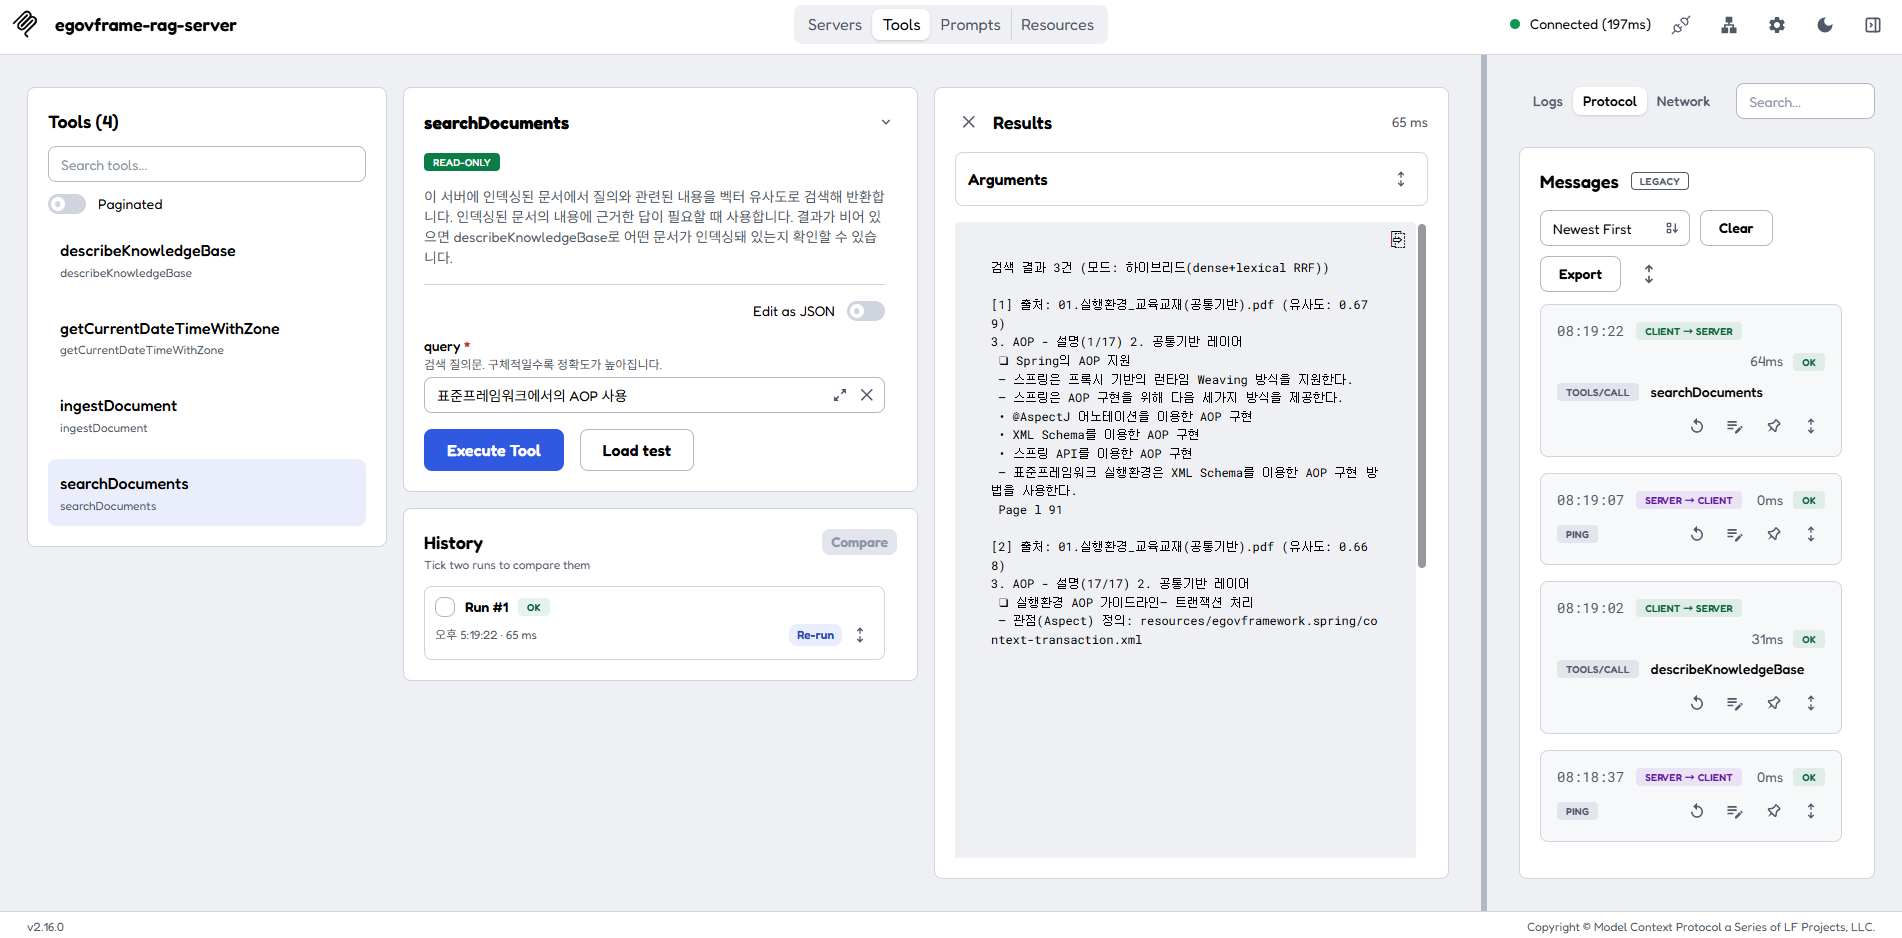 egovframe-rag-server
Servers
Tools
Prompts
Resources
Connected (197ms)
Tools (4)
Search tools...
Paginated
describeKnowledgeBase
describeKnowledgeBase
getCurrentDateTimeWithZone
getCurrentDateTimeWithZone
ingestDocument
ingestDocument
searchDocuments
searchDocuments
searchDocuments
READ-ONLY
이 서버에 인덱싱된 문서에서 질의와 관련된 내용을 벡터 유사도로 검색해 반환합
니다. 인덱싱된 문서의 내용에 근거한 답이 필요할 때 사용합니다. 결과가 비어 있
으면 describeKnowledgeBase로 어떤 문서가 인덱싱돼 있는지 확인할 수 있습
니다.
Edit as JSON
query *
검색 질의문. 구체적일수록 정확도가 높아집니다.
표준프레임워크에서의 AOP 사용
Execute Tool
Load test
History
Compare
Tick two runs to compare them
Run #1
OK
오후 5:19:22 · 65 ms
Re-run
Results
65 ms
Arguments
검색 결과 3건 (모드: 하이브리드(dense+lexical RRF))
[1] 출처: 01.실행환경_교육교재(공통기반).pdf (유사도: 0.67
9)
3. AOP - 설명(1/17) 2. 공통기반 레이어
❑ Spring의 AOP 지원
– 스프링은 프록시 기반의 런타임 Weaving 방식을 지원한다.
– 스프링은 AOP 구현을 위해 다음 세가지 방식을 제공한다.
• @AspectJ 어노테이션을 이용한 AOP 구현
• XML Schema를 이용한 AOP 구현
• 스프링 API를 이용한 AOP 구현
– 표준프레임워크 실행환경은 XML Schema를 이용한 AOP 구현 방
법을 사용한다.
Page l 91
[2] 출처: 01.실행환경_교육교재(공통기반).pdf (유사도: 0.66
8)
3. AOP - 설명(17/17) 2. 공통기반 레이어
❑ 실행환경 AOP 가이드라인– 트랜잭션 처리
– 관점(Aspect) 정의: resources/egovframework.spring/co
ntext-transaction.xml
Logs
Protocol
Network
Search...
Messages
LEGACY
Newest First
Clear
Export
08:19:22
CLIENT → SERVER
64ms
OK
TOOLS/CALL
searchDocuments
08:19:07
SERVER → CLIENT
0ms
OK
PING
08:19:02
CLIENT → SERVER
31ms
OK
TOOLS/CALL
describeKnowledgeBase
08:18:37
SERVER → CLIENT
0ms
OK
PING
v2.16.0
Copyright © Model Context Protocol a Series of LF Projects, LLC.